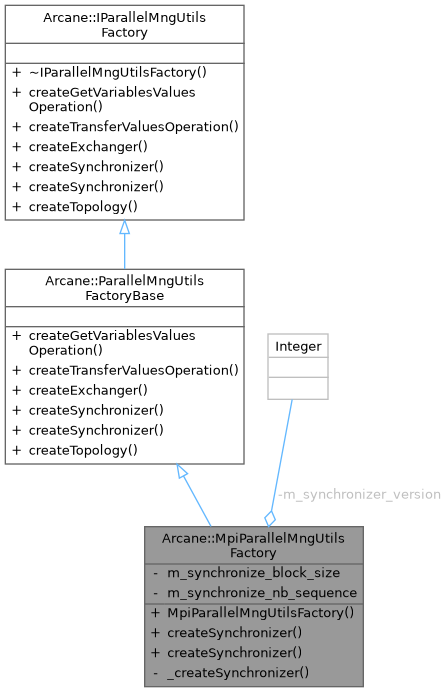 Arcane::IParallelMngUtils
Factory
+ ~IParallelMngUtilsFactory()
+ createGetVariablesValues
Operation()
+ createTransferValuesOperation()
+ createExchanger()
+ createSynchronizer()
+ createSynchronizer()
+ createTopology()
Arcane::ParallelMngUtils
FactoryBase
+ createGetVariablesValues
Operation()
+ createTransferValuesOperation()
+ createExchanger()
+ createSynchronizer()
+ createSynchronizer()
+ createTopology()
Integer
-m_synchronizer_version
Arcane::MpiParallelMngUtils
Factory
- m_synchronize_block_size
- m_synchronize_nb_sequence
+ MpiParallelMngUtilsFactory()
+ createSynchronizer()
+ createSynchronizer()
- _createSynchronizer()